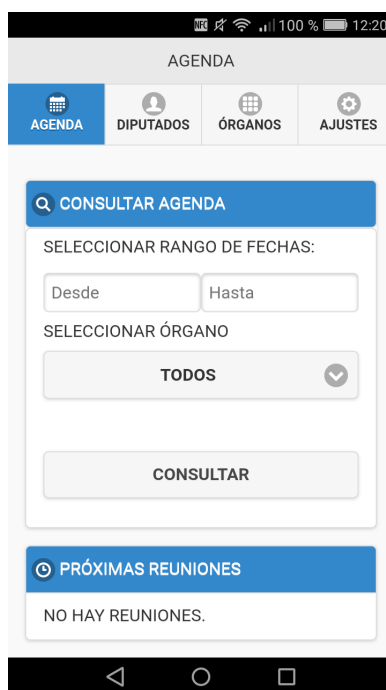 NFC 100 % 12:20
AGENDA
AGENDA DIPUTADOS ÓRGANOS AJUSTES
CONSULTAR AGENDA
SELECCIONAR RANGO DE FECHAS:
Desde Hasta
SELECCIONAR ÓRGANO
TODOS
CONSULTAR
PRÓXIMAS REUNIONES
NO HAY REUNIONES.